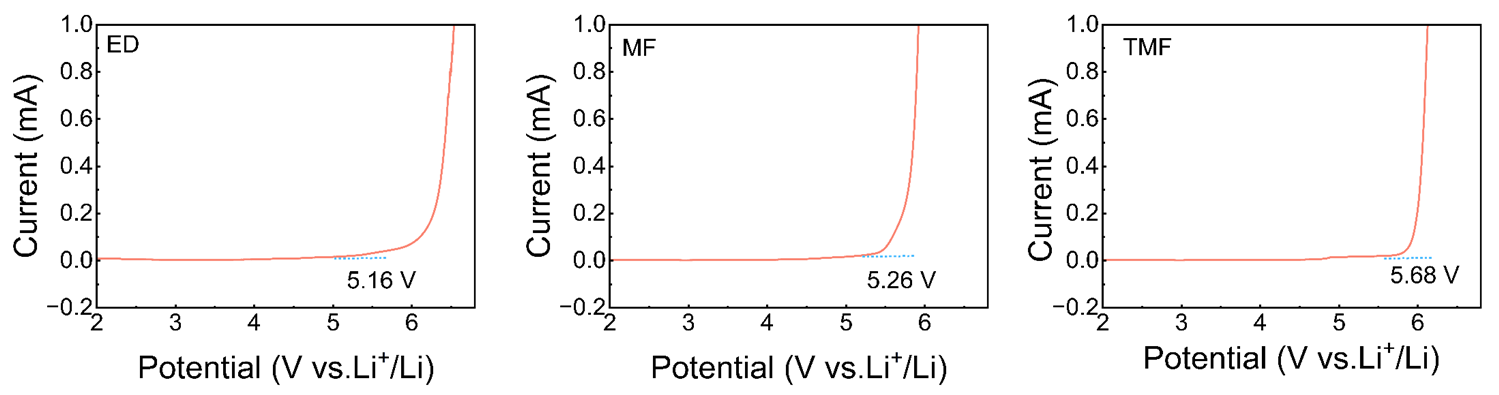 ED
1.0
0.8
0.6
0.4
0.2
0.0
−0.2
Current (mA)
5.16 V
2 3 4 5 6
Potential (V vs.Li⁺/Li)
MF
1.0
0.8
0.6
0.4
0.2
0.0
−0.2
Current (mA)
5.26 V
2 3 4 5 6
Potential (V vs.Li⁺/Li)
TMF
1.0
0.8
0.6
0.4
0.2
0.0
−0.2
Current (mA)
5.68 V
2 3 4 5 6
Potential (V vs.Li⁺/Li)